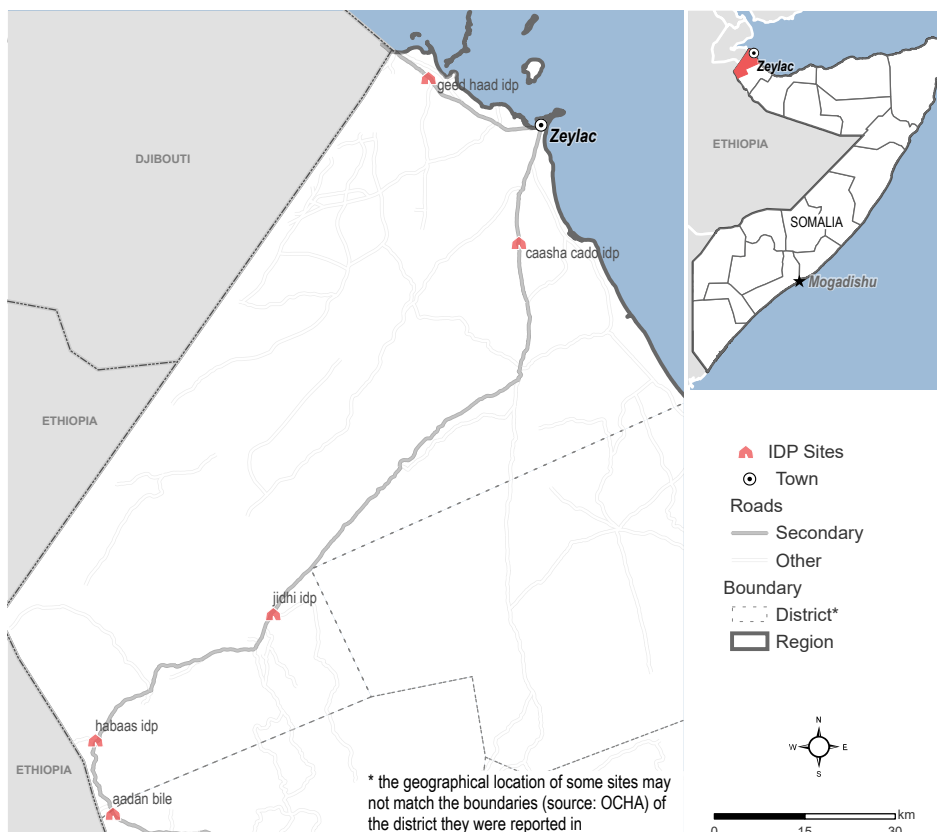 geed haad idp
Zeylac
DJIBOUTI
caasha cado idp
ETHIOPIA
jidhi idp
habaas idp
ETHIOPIA
aadan bile
* the geographical location of some sites may
not match the boundaries (source: OCHA) of
the district they were reported in
Zeylac
ETHIOPIA
SOMALIA
Mogadishu
IDP Sites
Town
Roads
Secondary
Other
Boundary
District*
Region
N
W E
S
km
0 15 30